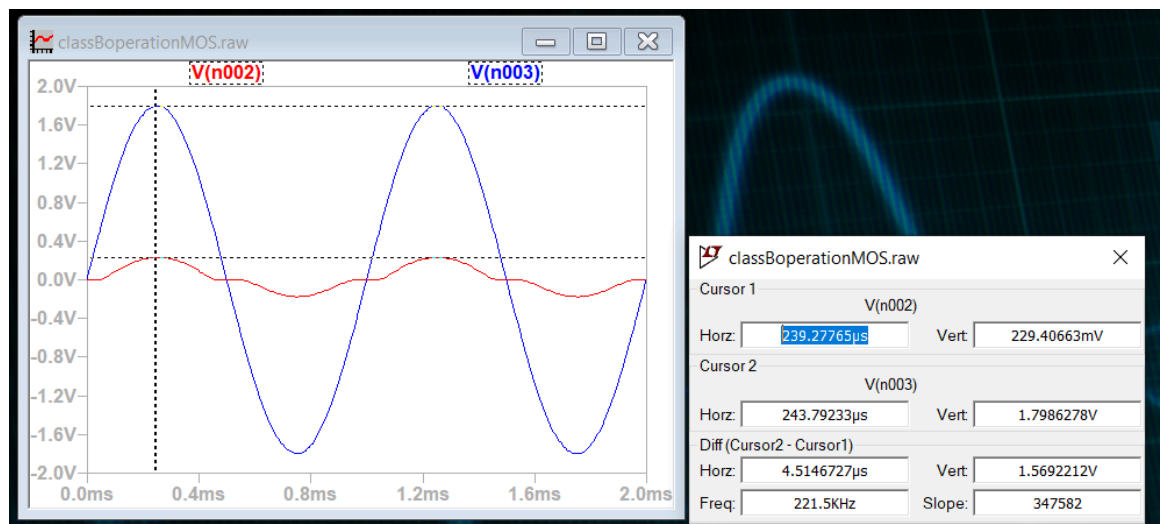 classBoperationMOS.raw
V(n002) V(n003)
2.0V
1.6V
1.2V
0.8V
0.4V
0.0V
-0.4V
-0.8V
-1.2V
-1.6V
-2.0V
0.0ms 0.4ms 0.8ms 1.2ms 1.6ms 2.0ms
classBoperationMOS.raw
Cursor 1
V(n002)
Horz: 239.27765µs Vert: 229.40663mV
Cursor 2
V(n003)
Horz: 243.79233µs Vert: 1.7986278V
Diff (Cursor2 - Cursor1)
Horz: 4.5146727µs Vert: 1.5692212V
Freq: 221.5KHz Slope: 347582